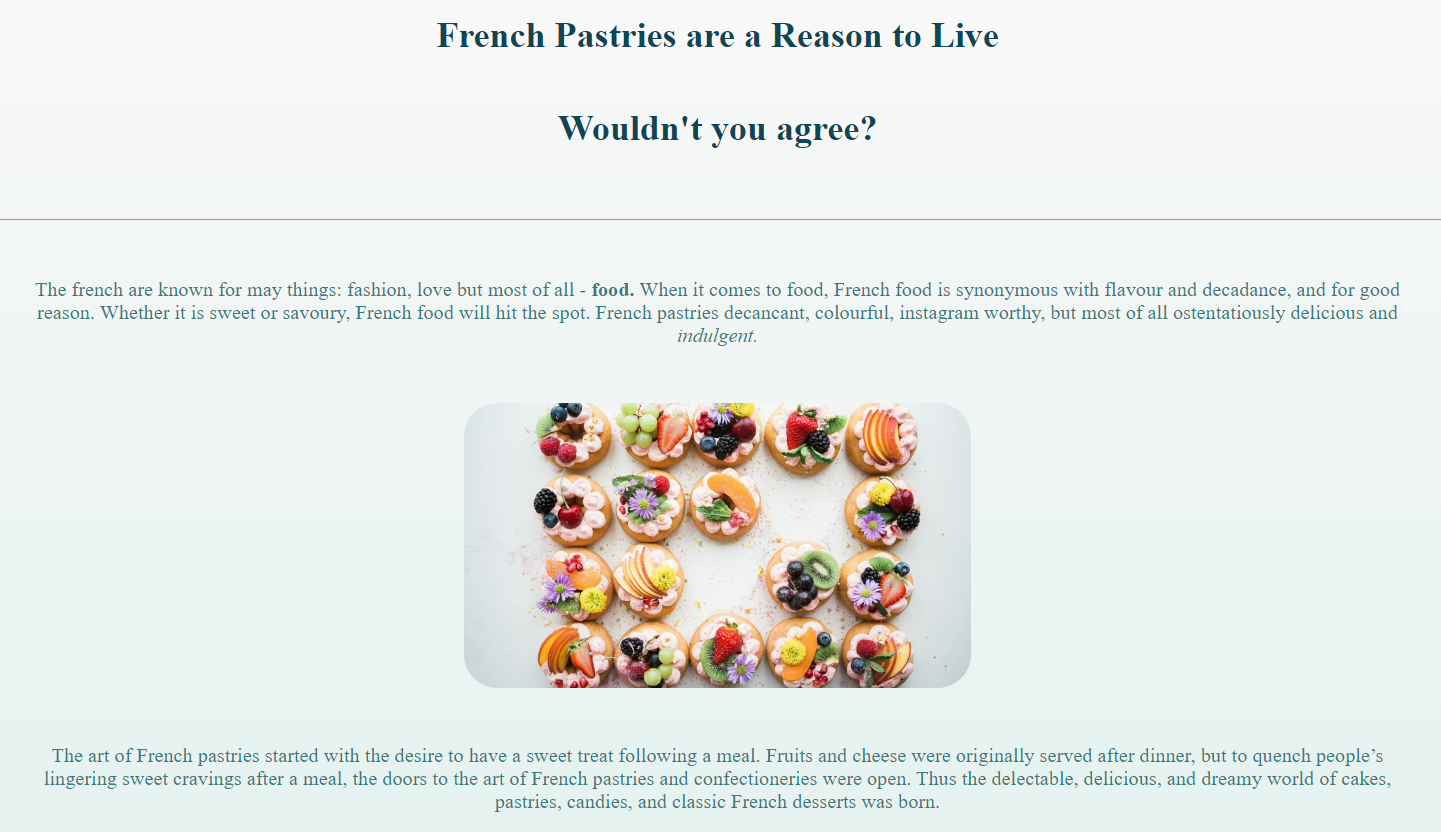 French Pastries are a Reason to Live
Wouldn't you agree?
The french are known for may things: fashion, love but most of all - food. When it comes to food, French food is synonymous with flavour and decadance, and for good
reason. Whether it is sweet or savoury, French food will hit the spot. French pastries decancant, colourful, instagram worthy, but most of all ostentatiously delicious and
indulgent.
The art of French pastries started with the desire to have a sweet treat following a meal. Fruits and cheese were originally served after dinner, but to quench people’s
lingering sweet cravings after a meal, the doors to the art of French pastries and confectioneries were open. Thus the delectable, delicious, and dreamy world of cakes,
pastries, candies, and classic French desserts was born.